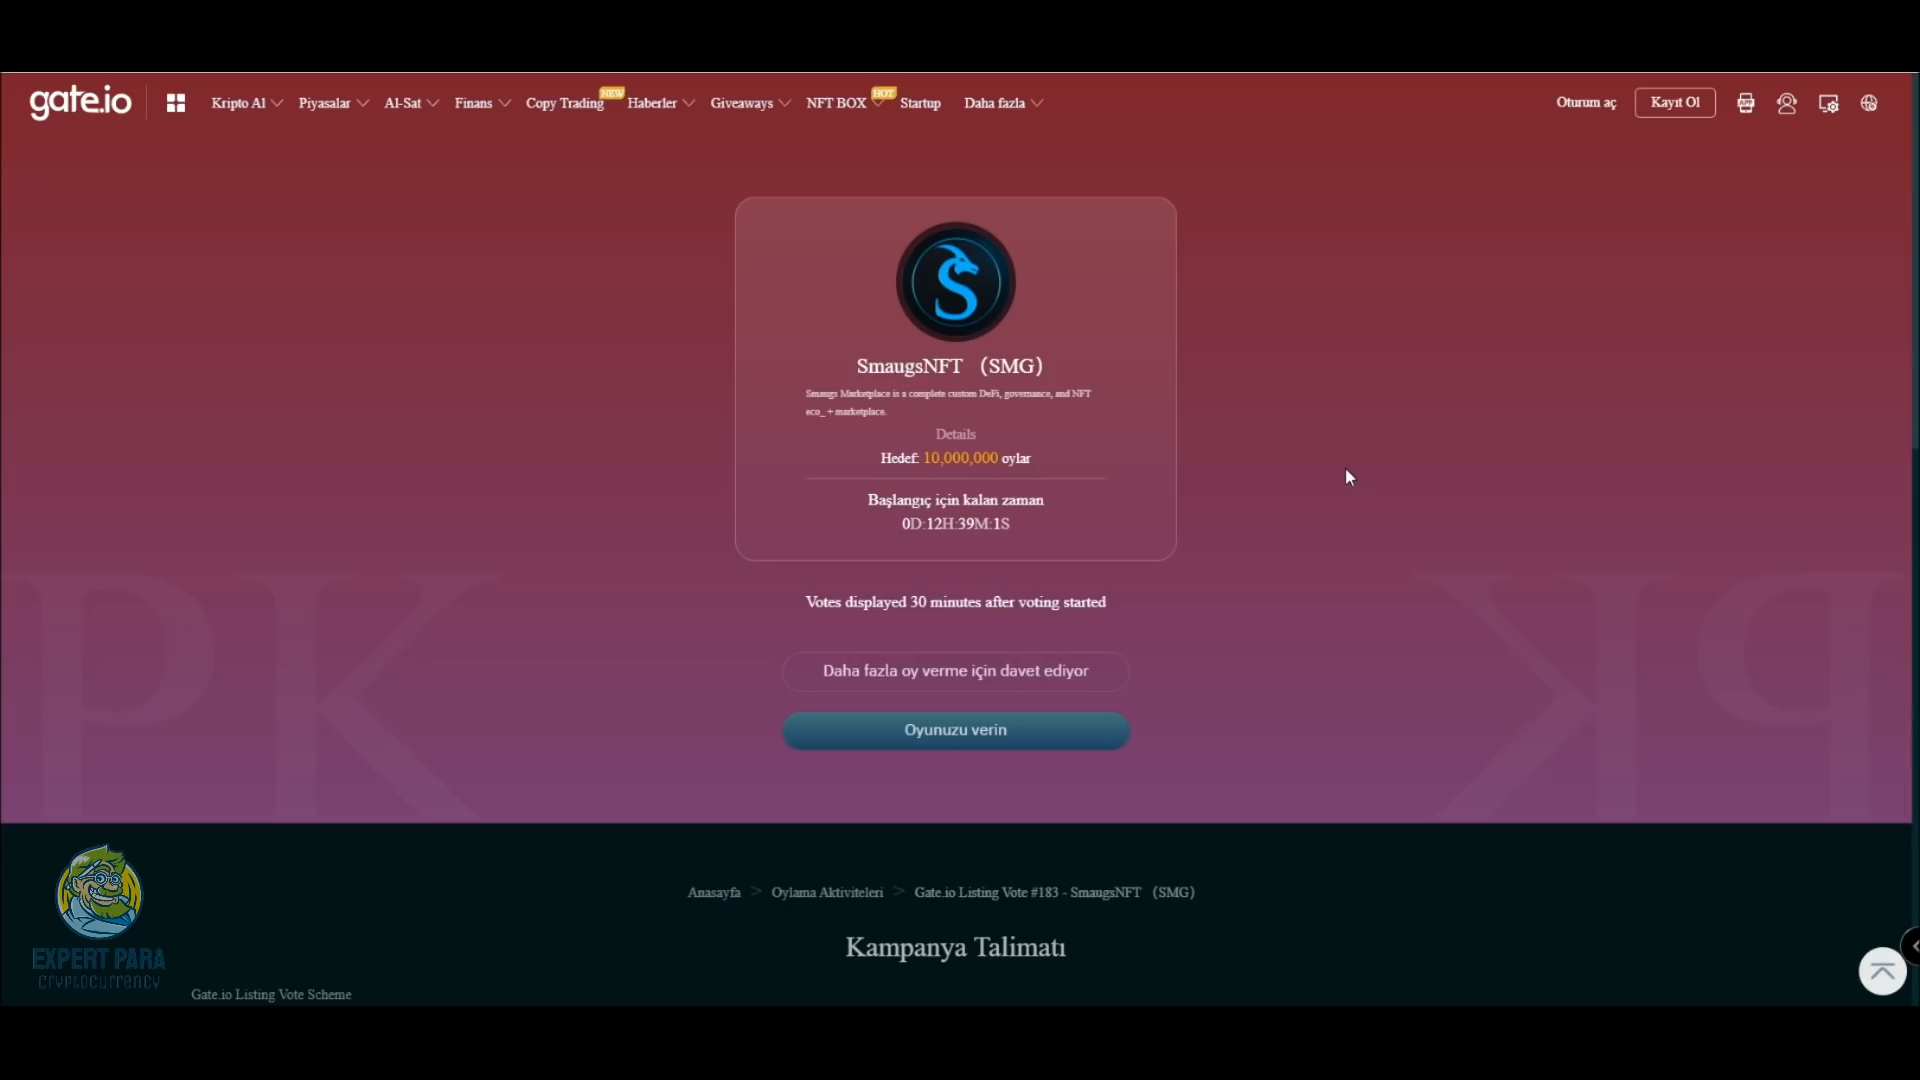 gate.io
Kripto Al Piyasalar Al-Sat Finans Copy Trading NEW Haberler Giveaways NFT BOX HOT Startup Daha fazla Oturum aç Kayıt Ol APP
S
SmaugsNFT （SMG）
Smaugs Marketplace is a complete custom DeFi, governance, and NFT
eco_ + marketplace.
Details
Hedef: 10,000,000 oylar
Başlangıç için kalan zaman
0D:12H:39M:1S
Votes displayed 30 minutes after voting started
PK
PK
Daha fazla oy verme için davet ediyor
Oyunuzu verin
Anasayfa > Oylama Aktiviteleri > Gate.io Listing Vote #183 - SmaugsNFT （SMG）
Kampanya Talimatı
EXPERT PARA
CRYPTOCURRENCY
Gate.io Listing Vote Scheme